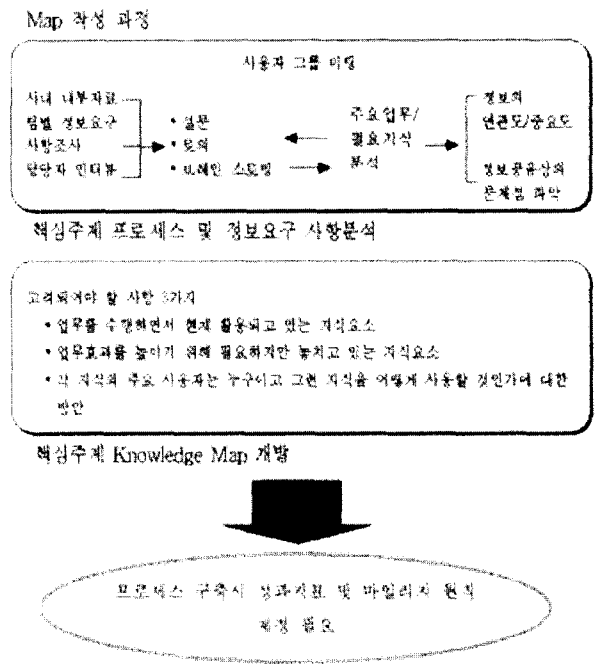 Map 작성 과정
사용자 그룹 미팅
사내 내부자료
팀별 정보요구
사항조사
담당자 인터뷰
• 설문
• 토의
• 브레인 스토밍
주요업무/
필요지식
분석
정보의
연관도/중요도
정보공유상의
문제점 파악
핵심주제 프로세스 및 정보요구 사항분석
고려되어야 할 사항 3가지
• 업무를 수행하면서 현재 활용되고 있는 지식요소
• 업무효과를 높이기 위해 필요하지만 놓치고 있는 지식요소
• 각 지식의 주요 사용자는 누구이고 그런 지식을 어떻게 사용할 것인가에 대한
방안
핵심주제 Knowledge Map 개발
프로세스 구축시 성과지표 및 마일리지 원칙
제정 필요